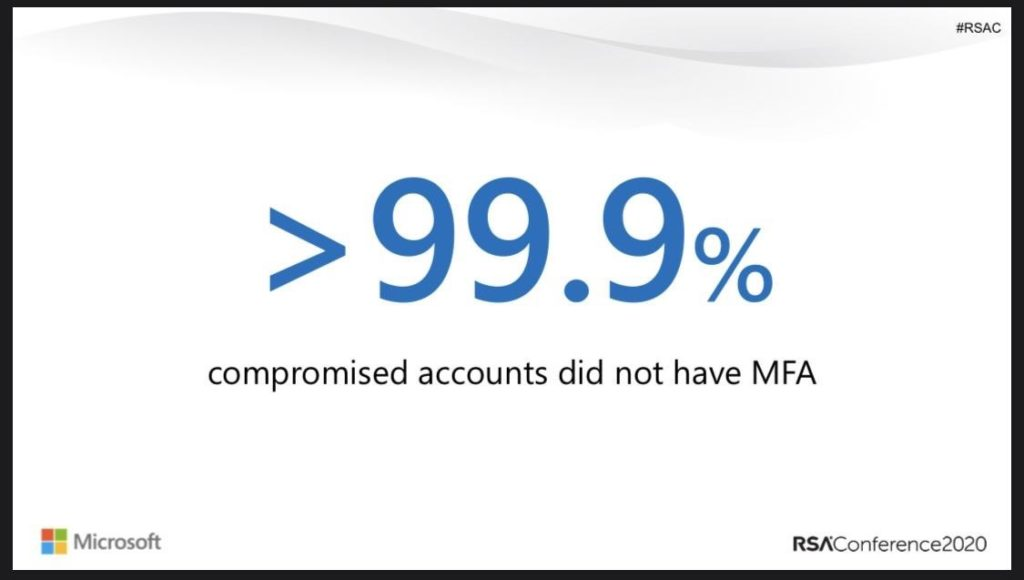 #RSAC
>99.9%
compromised accounts did not have MFA
Microsoft
RSAConference2020